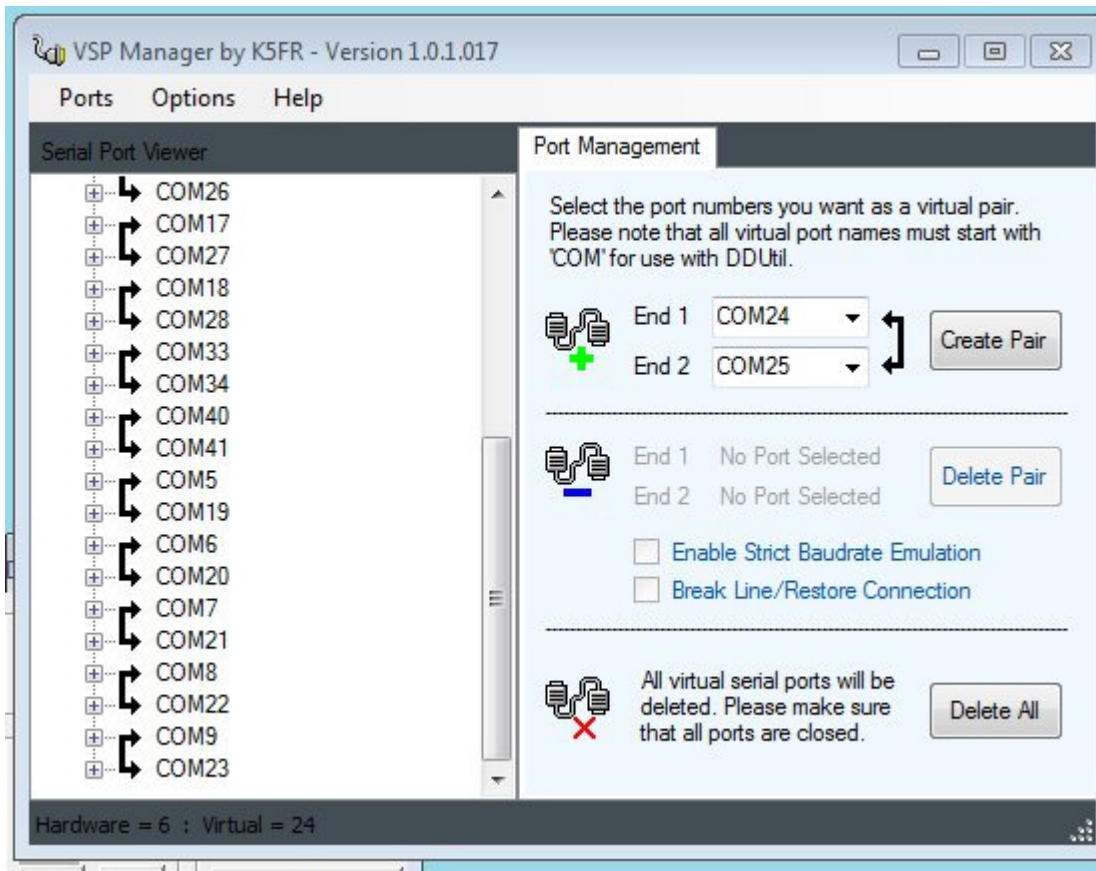 VSP Manager by K5FR - Version 1.0.1.017
Ports Options Help
Serial Port Viewer
COM26
COM17
COM27
COM18
COM28
COM33
COM34
COM40
COM41
COM5
COM19
COM6
COM20
COM7
COM21
COM8
COM22
COM9
COM23
Port Management
Select the port numbers you want as a virtual pair.
Please note that all virtual port names must start with
'COM' for use with DDUtil.
End 1 COM24
End 2 COM25
Create Pair
End 1 No Port Selected
End 2 No Port Selected
Delete Pair
Enable Strict Baudrate Emulation
Break Line/Restore Connection
All virtual serial ports will be
deleted. Please make sure
that all ports are closed.
Delete All
Hardware = 6 : Virtual = 24